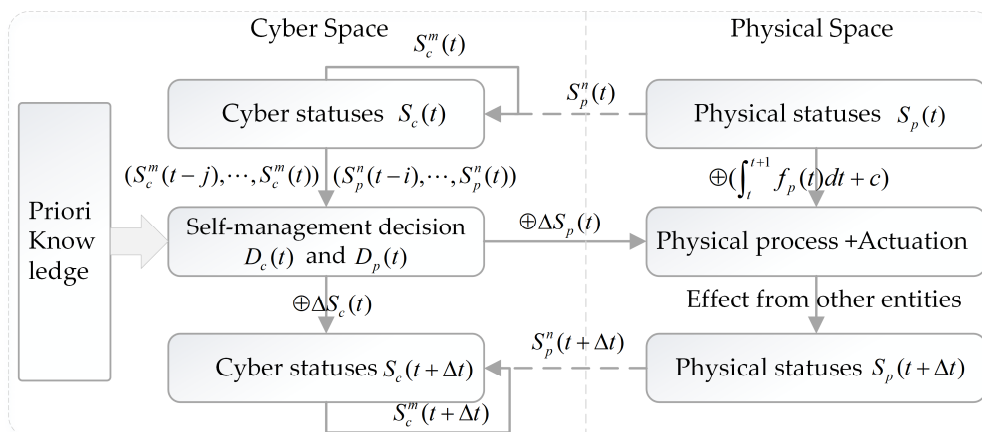 Cyber Space
Physical Space
S_c^m(t)
Cyber statuses S_c(t)
S_p^n(t)
Physical statuses S_p(t)
(S_c^m(t−j),⋯,S_c^m(t)) (S_p^n(t−i),⋯,S_p^n(t))
⊕(∫_t^{t+1} f_p(t)dt+c)
Priori
Know
ledge
Self-management decision
D_c(t) and D_p(t)
⊕ΔS_p(t)
Physical process +Actuation
⊕ΔS_c(t)
Effect from other entities
Cyber statuses S_c(t+Δt)
S_p^n(t+Δt)
Physical statuses S_p(t+Δt)
S_c^m(t+Δt)